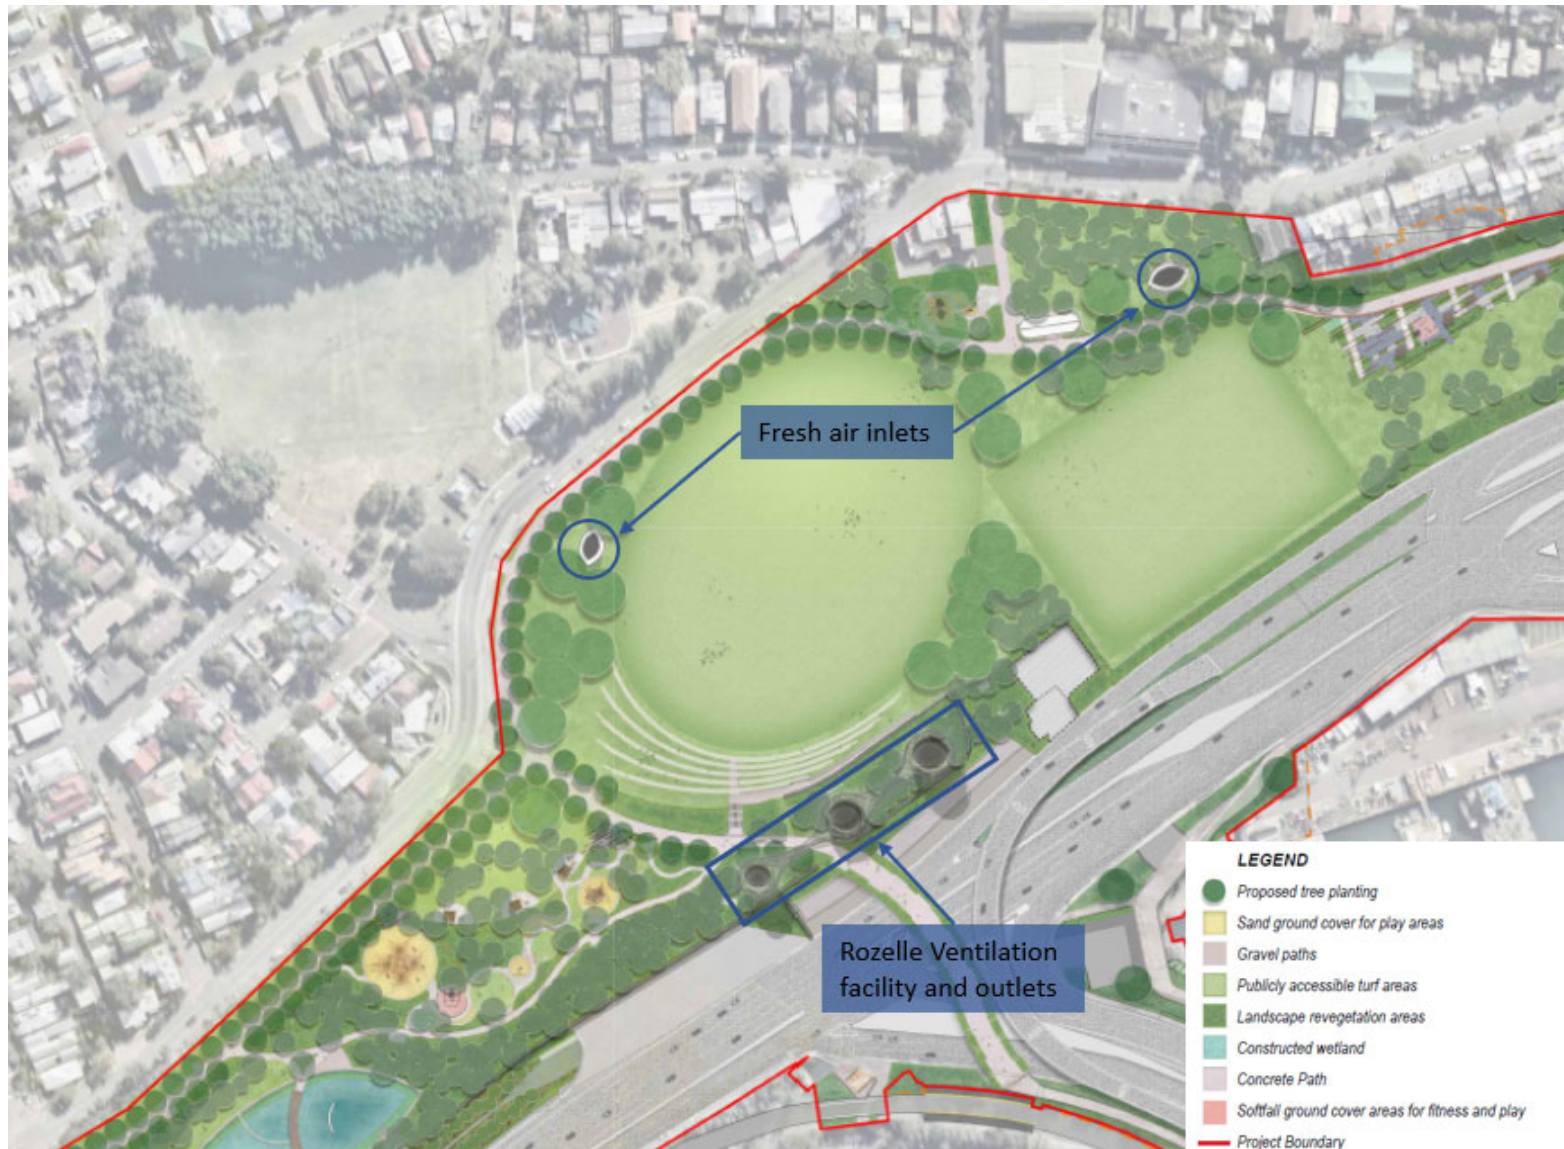 Fresh air inlets
Rozelle Ventilation
facility and outlets
LEGEND
Proposed tree planting
Sand ground cover for play areas
Gravel paths
Publicly accessible turf areas
Landscape revegetation areas
Constructed wetland
Concrete Path
Softfall ground cover areas for fitness and play
Project Boundary